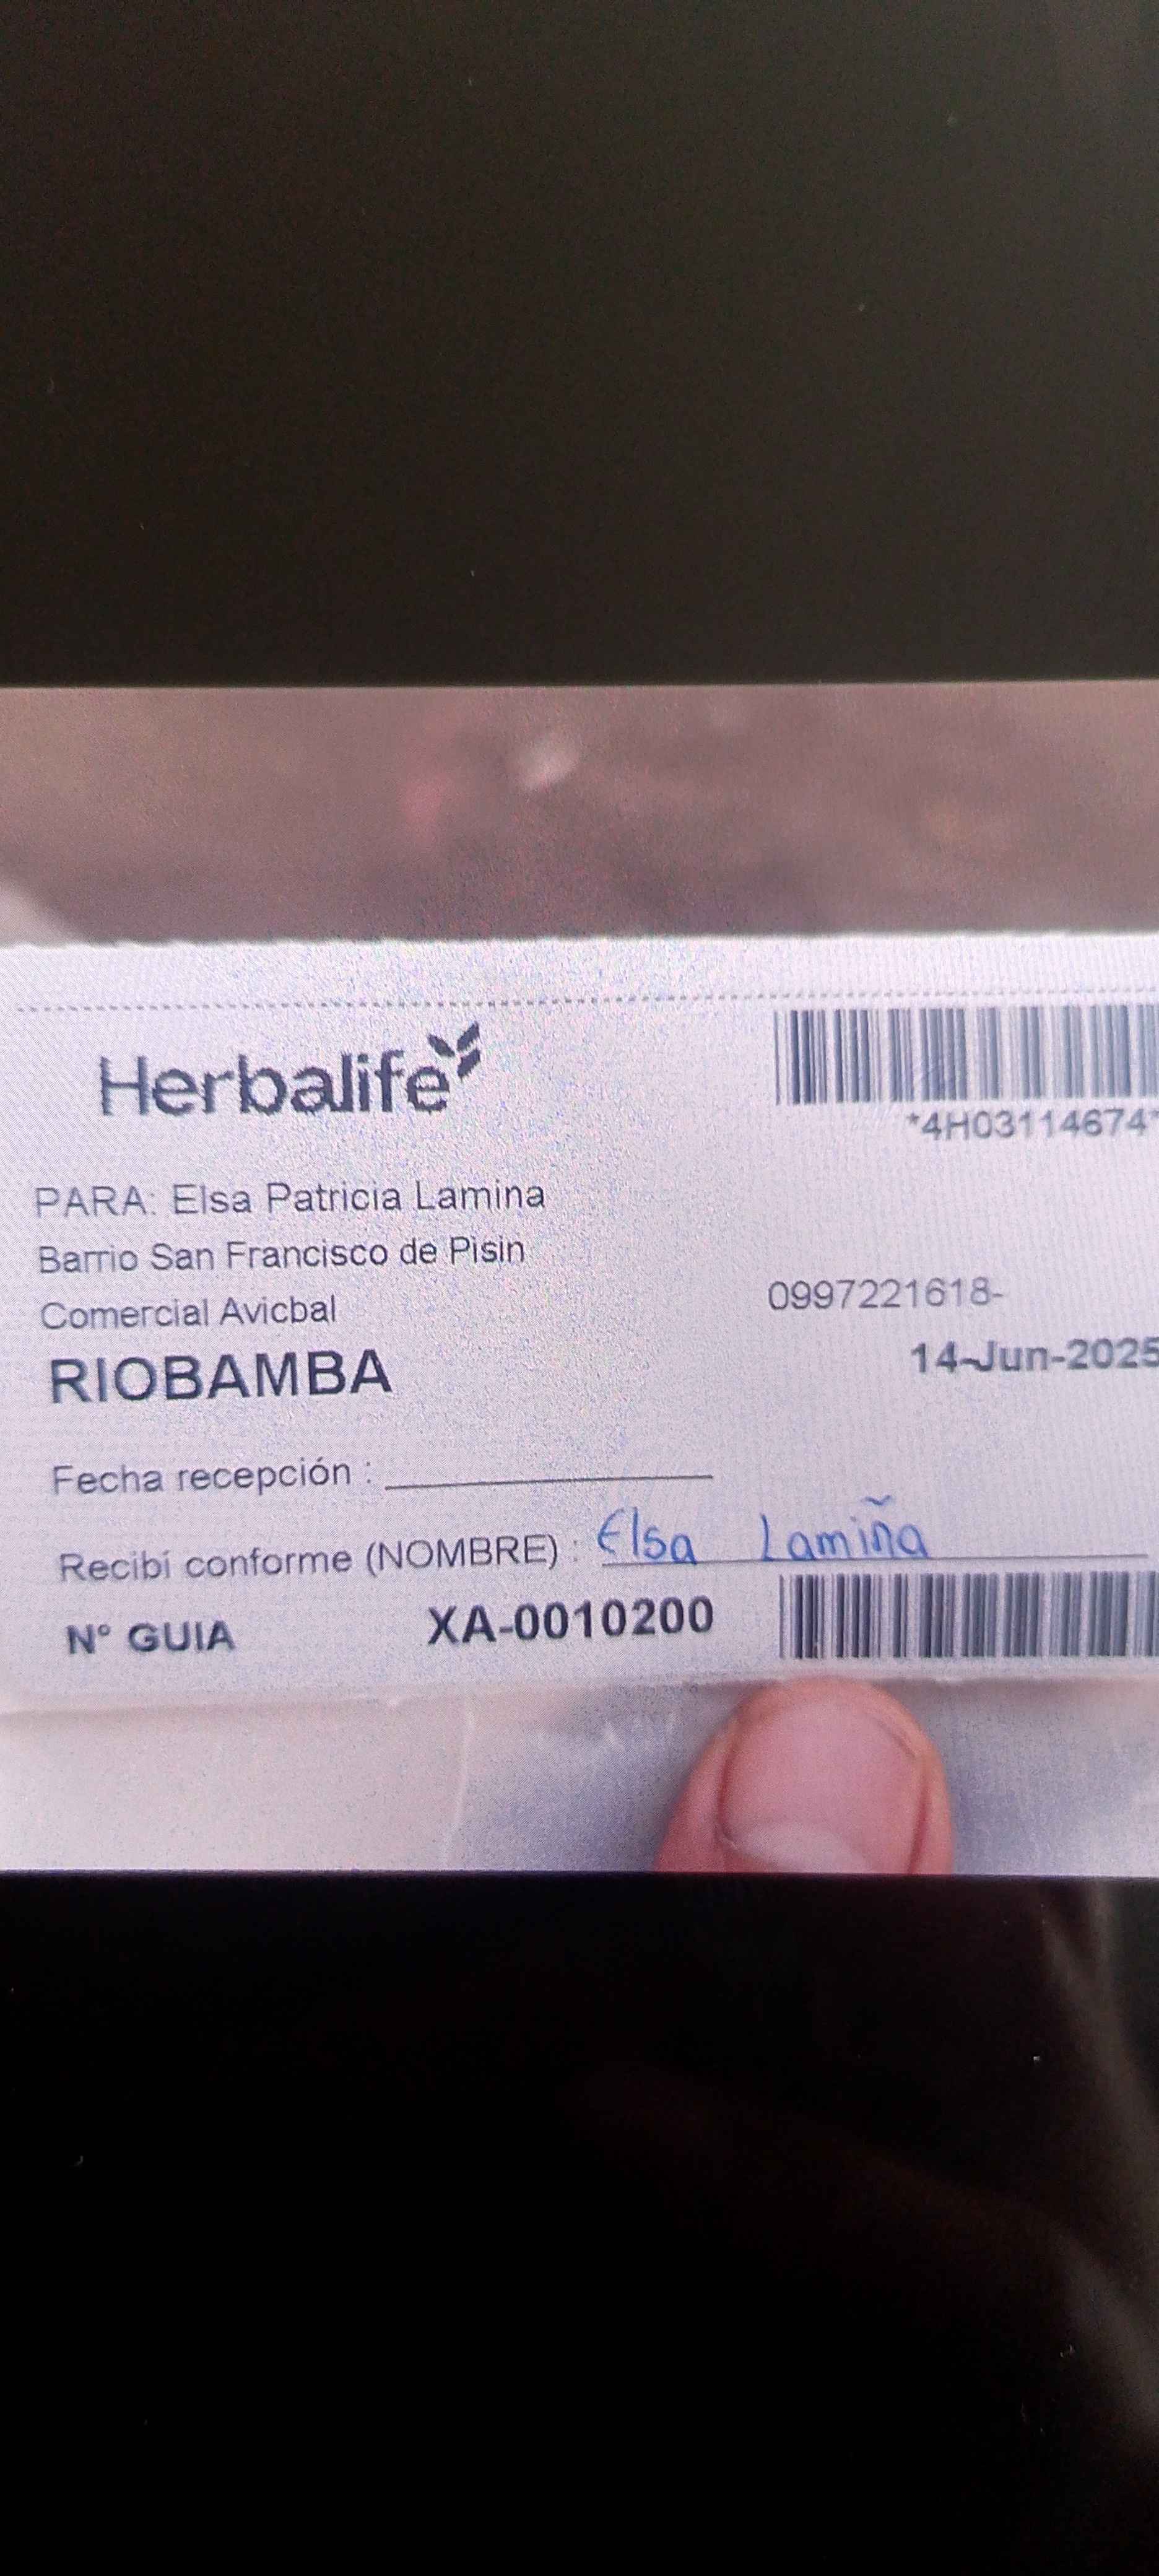 Herbalife
*4H03114674*
PARA: Elsa Patricia Lamina
Barrio San Francisco de Pisin
Comercial Avicbal
0997221618-
RIOBAMBA
14-Jun-2025
Fecha recepción :
Recibí conforme (NOMBRE) : Elsa Lamiña
N° GUIA XA-0010200